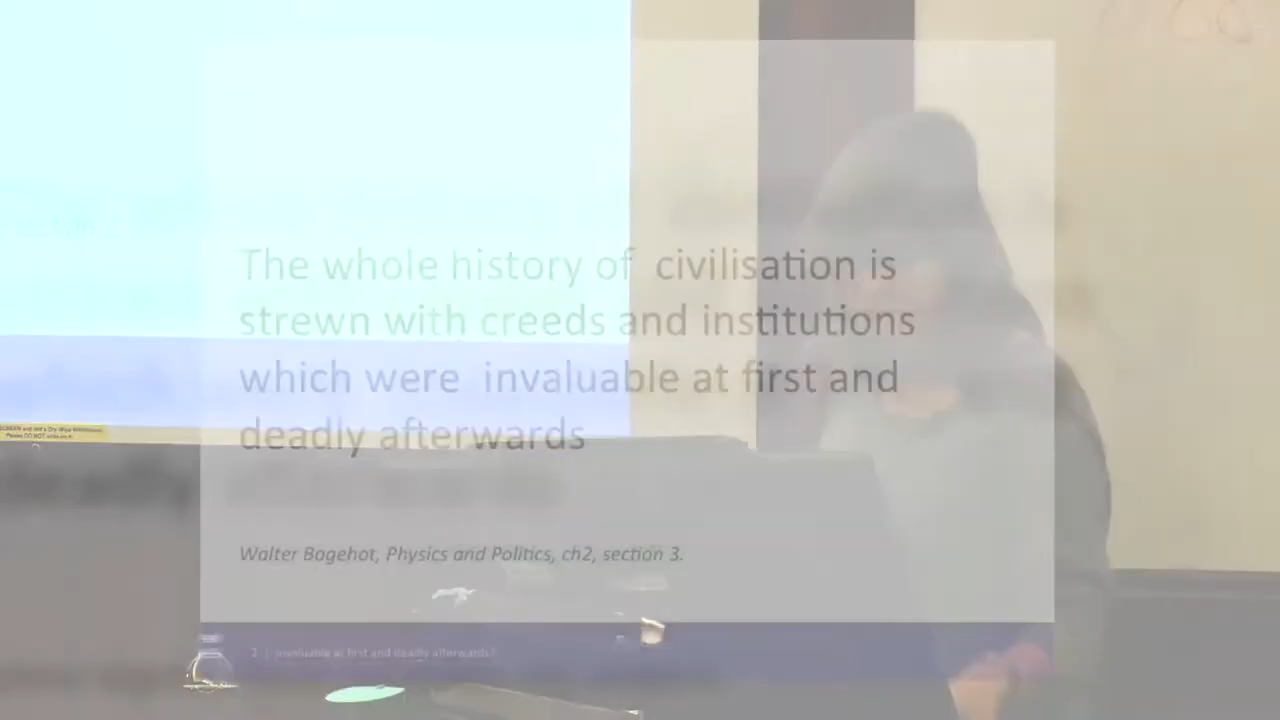 The whole history of civilisation is
strewn with creeds and institutions
which were invaluable at first and
deadly afterwards
Walter Bagehot, Physics and Politics, ch2, section 3.
2 | Invaluable at first and deadly afterwards?